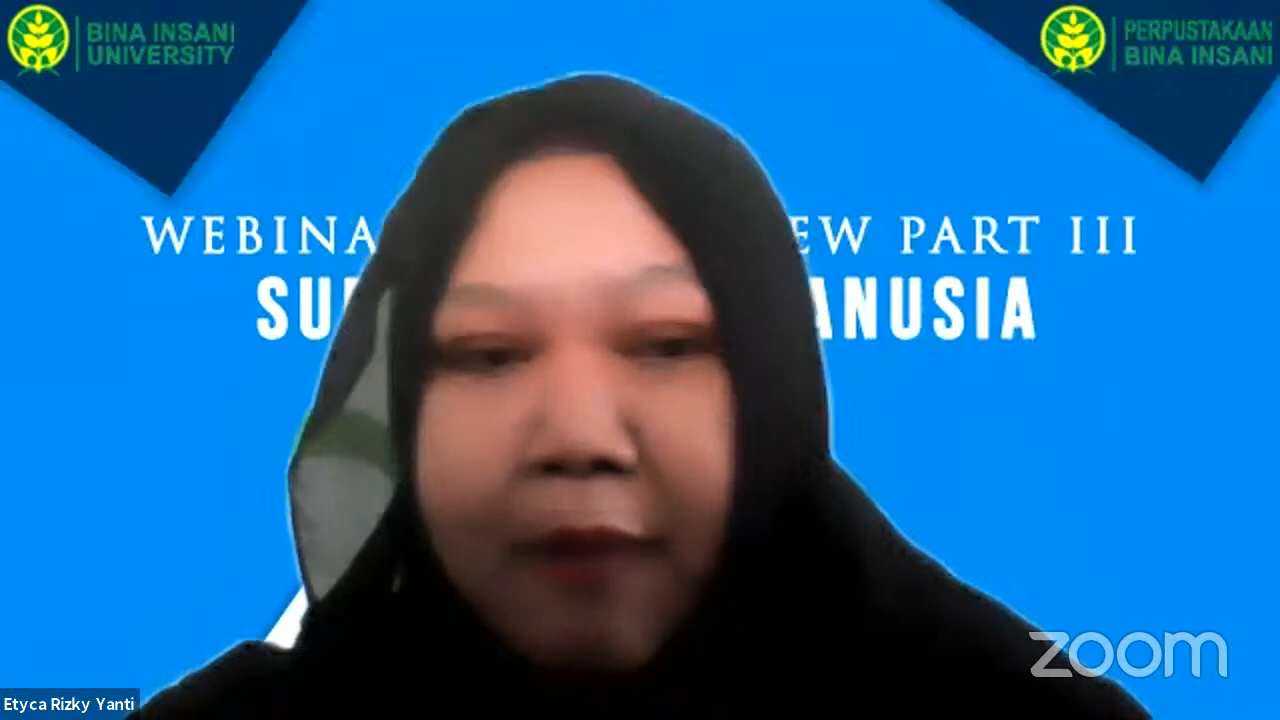 BINA INSANI
UNIVERSITY
PERPUSTAKAAN
BINA INSANI
WEBINA EW PART III
SU ANUSIA
zoom
Etyca Rizky Yanti